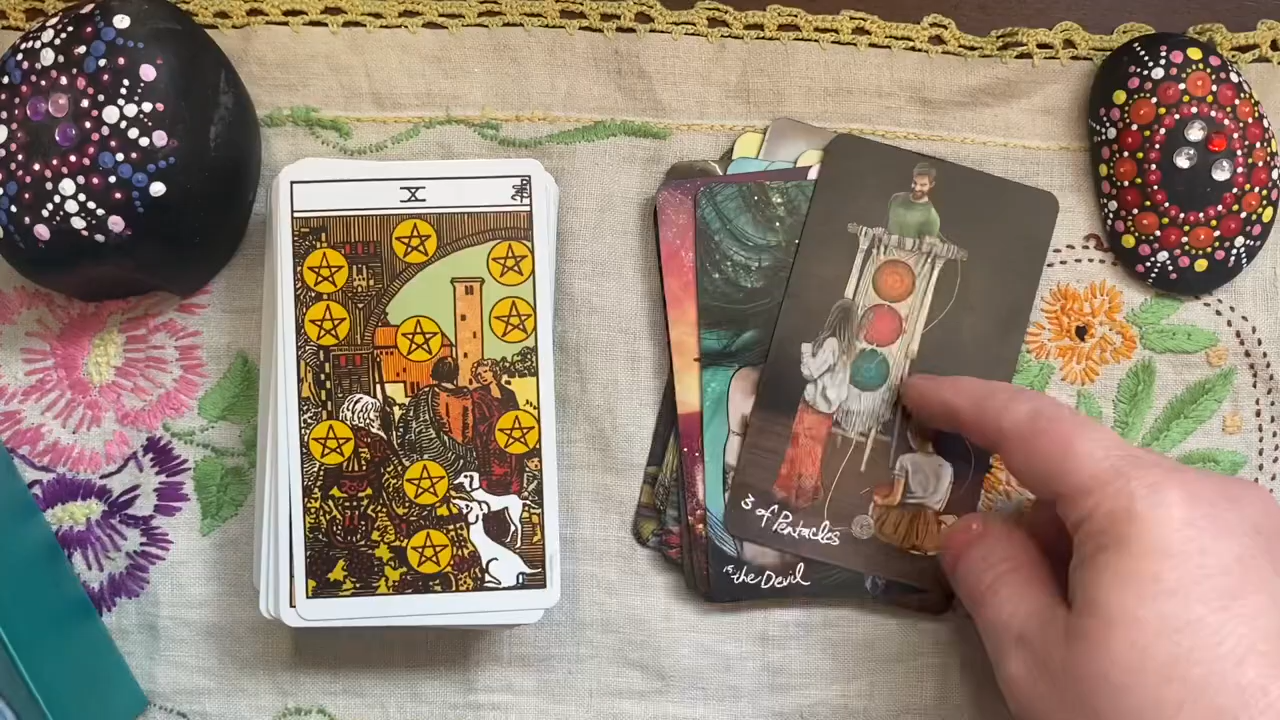 X
3 of Pentacles
15. the Devil